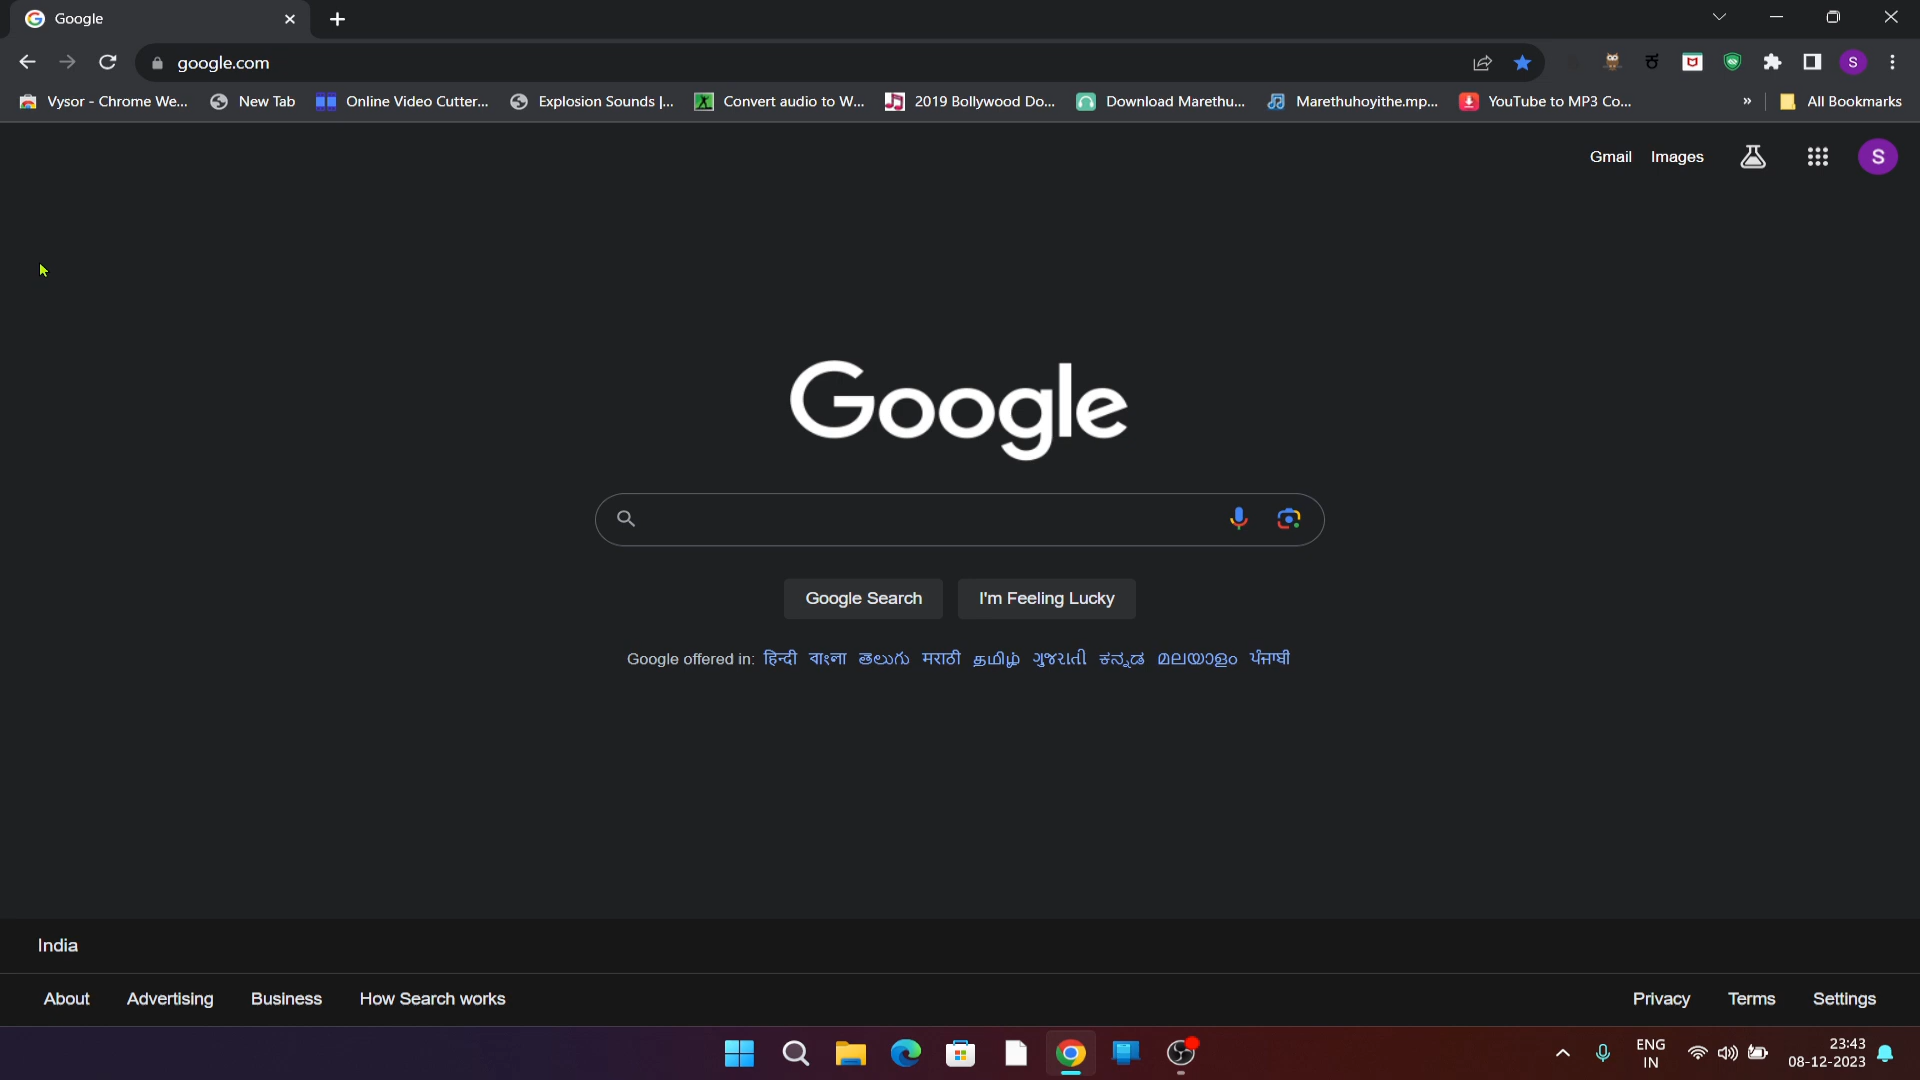 Google
google.com
Vysor - Chrome We... New Tab Online Video Cutter... Explosion Sounds |... Convert audio to W... 2019 Bollywood Do... Download Marethu... Marethuhoyithe.mp... YouTube to MP3 Co... » All Bookmarks
Gmail Images S
Google
Google Search I'm Feeling Lucky
Google offered in: हिन्दी বাংলা తెలుగు मराठी தமிழ் ગુજરાતી ಕನ್ನಡ മലയാളം ਪੰਜਾਬੀ
India
About Advertising Business How Search works Privacy Terms Settings
ENG 23:43
IN 08-12-2023